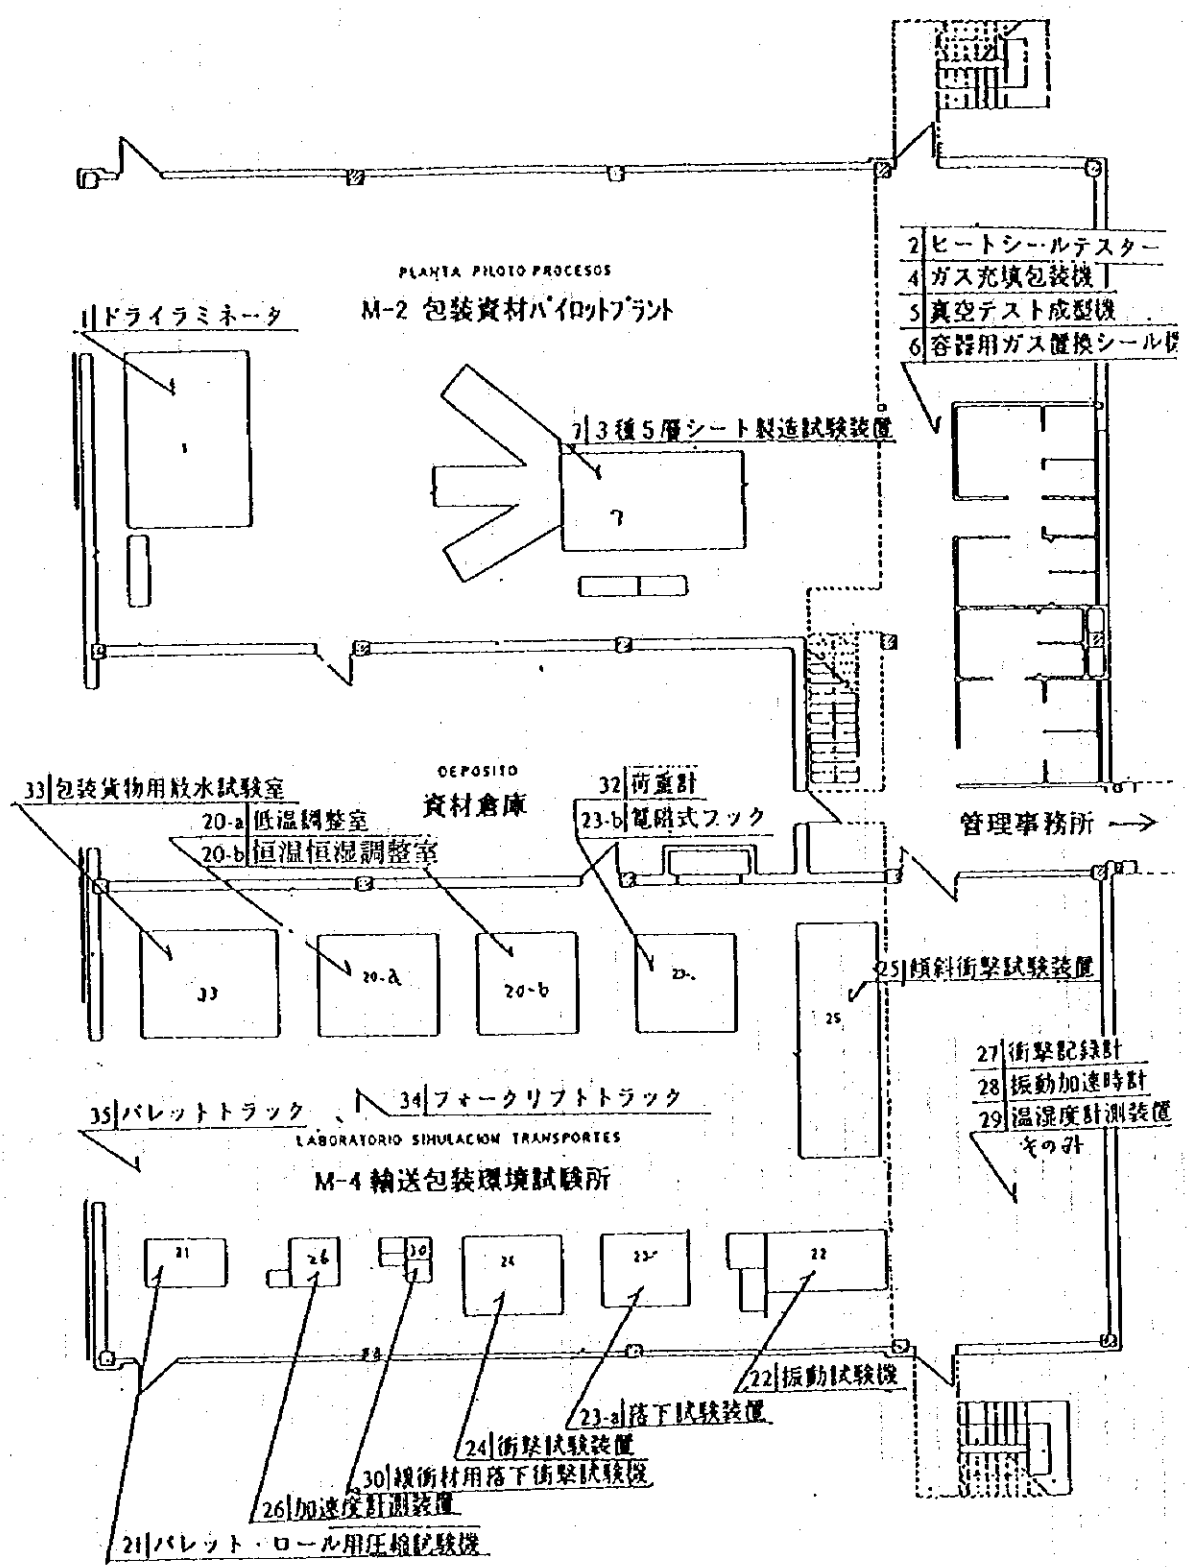 2 ヒートシールテスター
4 ガス充填包装機
5 真空テスト成型機
6 容器用ガス置換シール機
PLANTA PILOTO PROCESOS
M-2 包装資材パイロットプラント
1 ドライラミネータ
1
7 3種5層シート製造試験装置
7
DEPOSITO
資材倉庫
33 包装貨物用散水試験室
20-a 低温調整室
20-b 恒温恒湿調整室
32 荷重計
23-b 電磁式フック
管理事務所 →
33
20-a
20-b
23-
25
25 傾斜衝撃試験装置
27 衝撃記録計
28 振動加速時計
29 温湿度計測装置
その外
35 パレットトラック
34 フォークリフトトラック
LABORATORIO SIMULACION TRANSPORTES
M-4 輸送包装環境試験所
21
26
30
24
23-
22
22 振動試験機
23-a 落下試験装置
24 衝撃試験装置
30 緩衝材用落下衝撃試験機
26 加速度計測装置
21 パレット・ロール用圧縮試験機